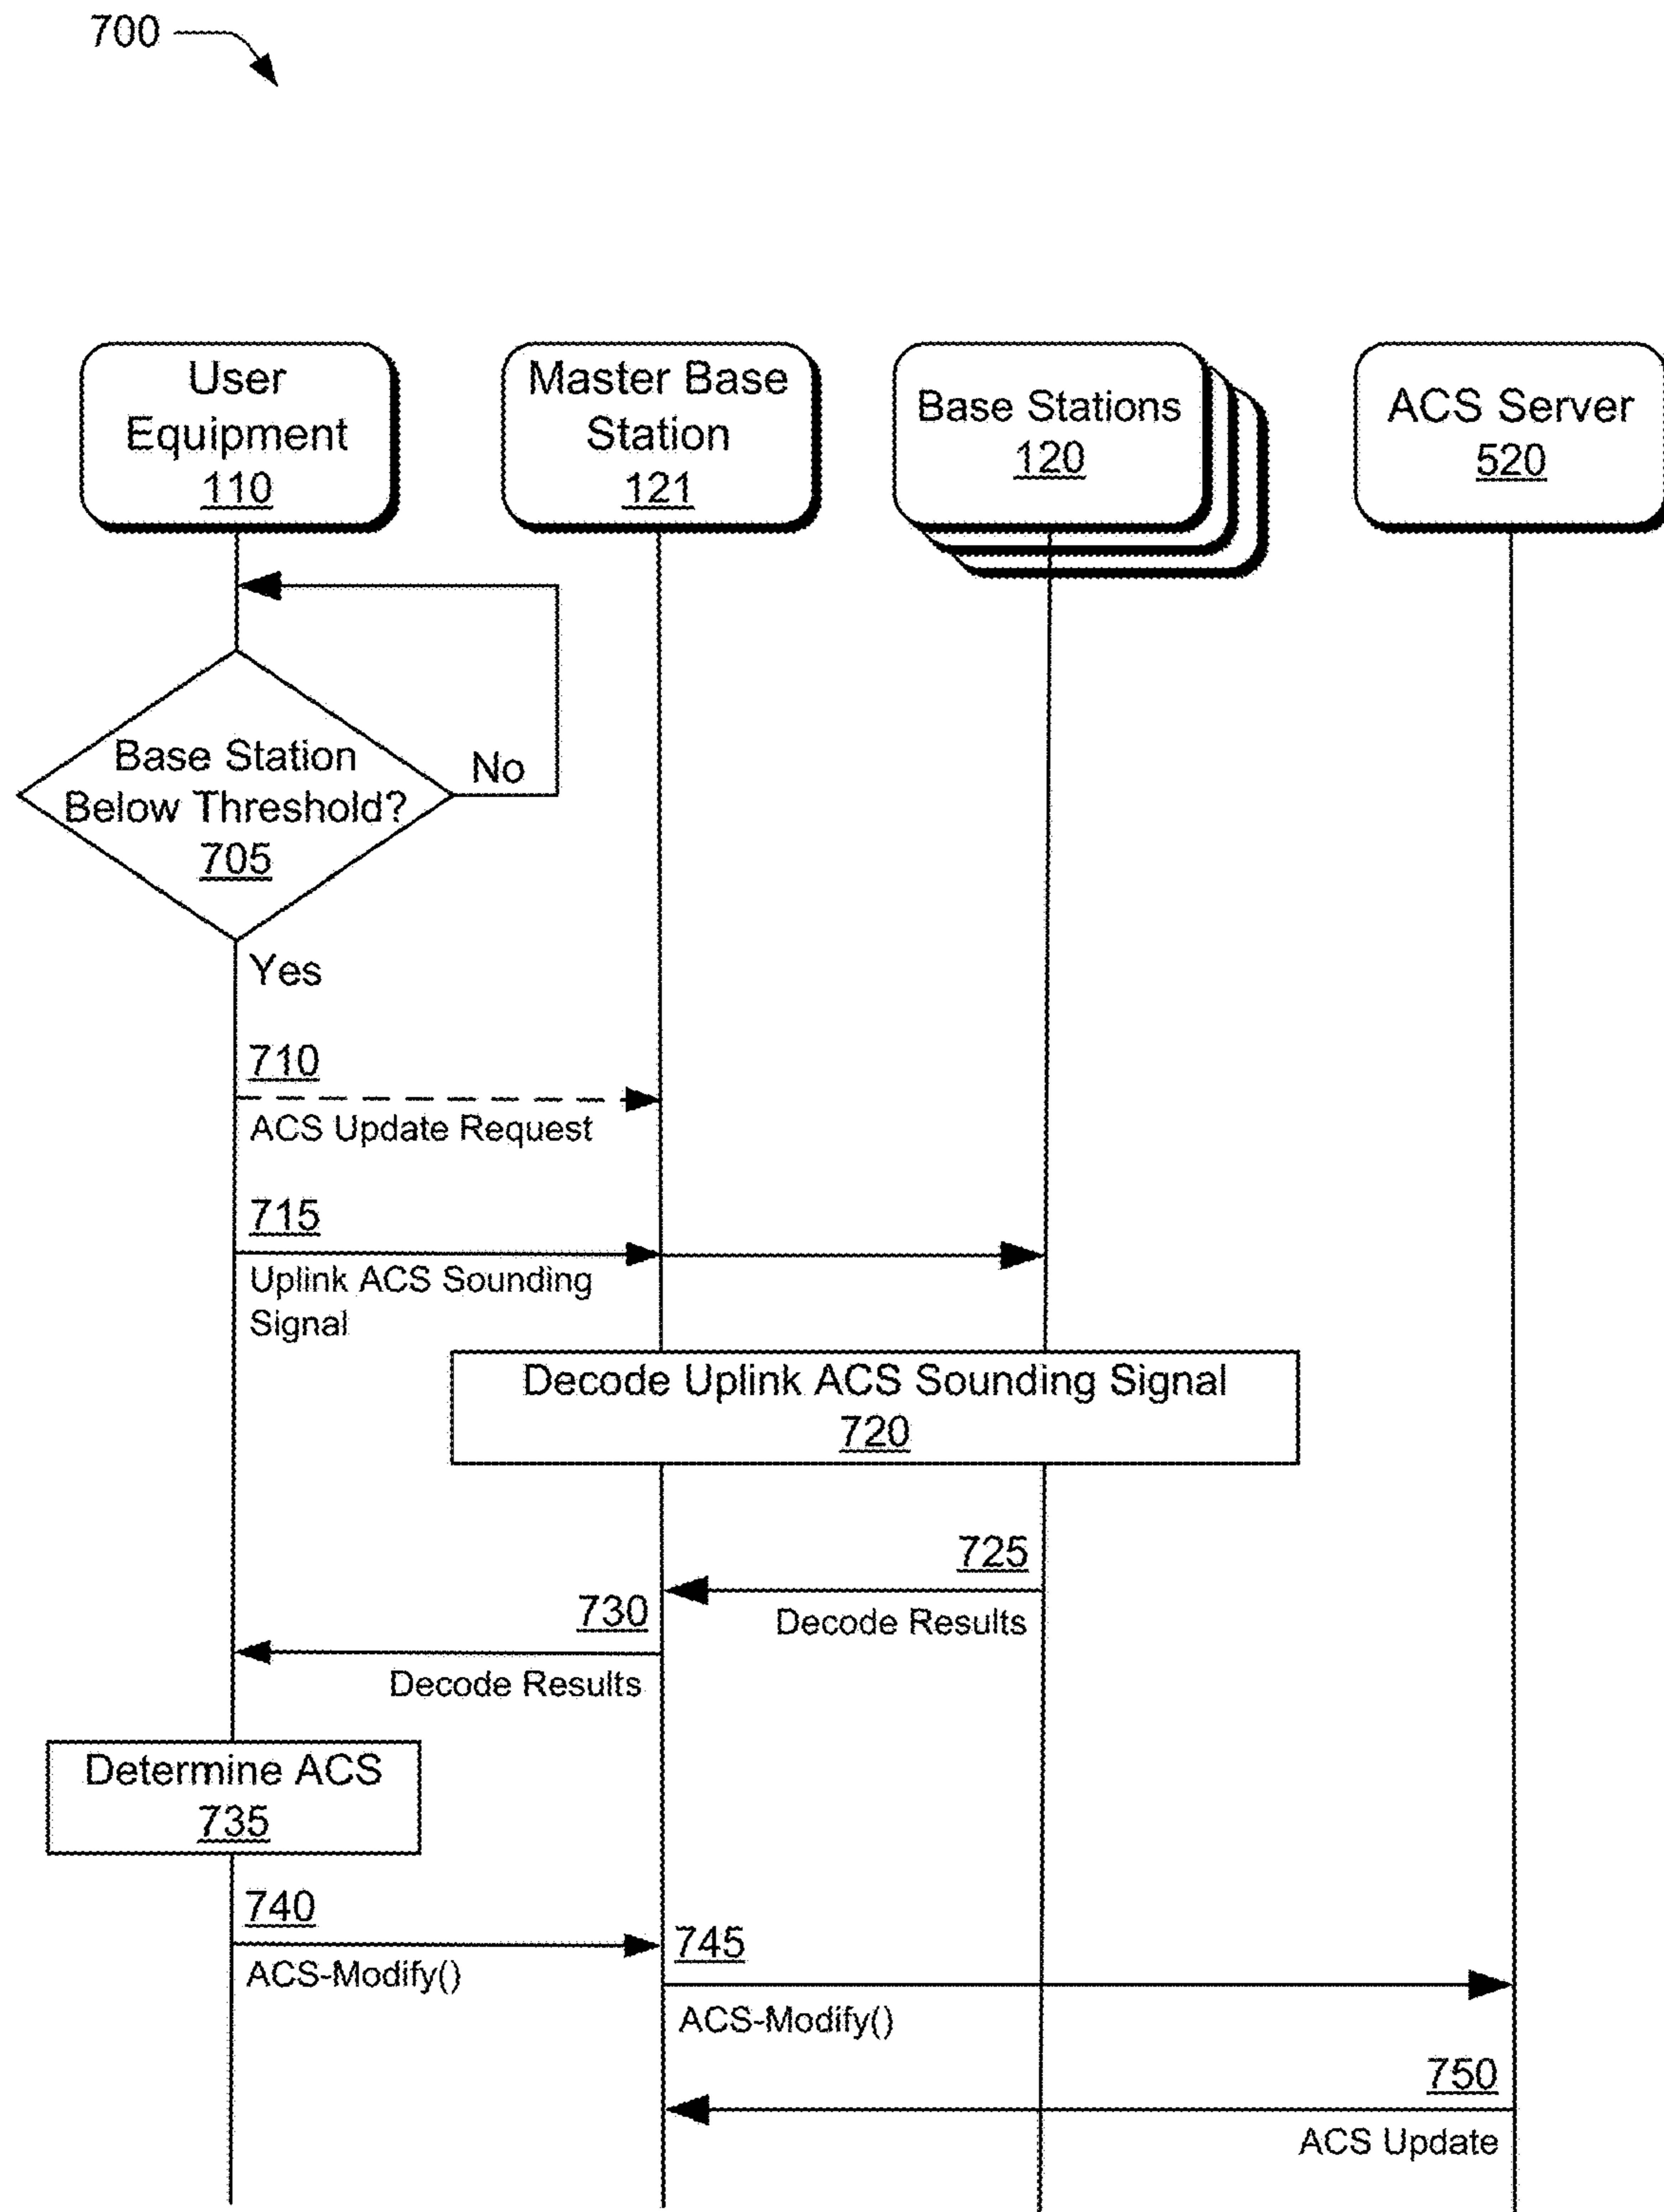 700
User
Equipment
110
Master Base
Station
121
Base Stations
120
ACS Server
520
Base Station
Below Threshold?
705
No
Yes
710
ACS Update Request
715
Uplink ACS Sounding
Signal
Decode Uplink ACS Sounding Signal
720
725
Decode Results
730
Decode Results
Determine ACS
735
740
ACS-Modify()
745
ACS-Modify()
750
ACS Update